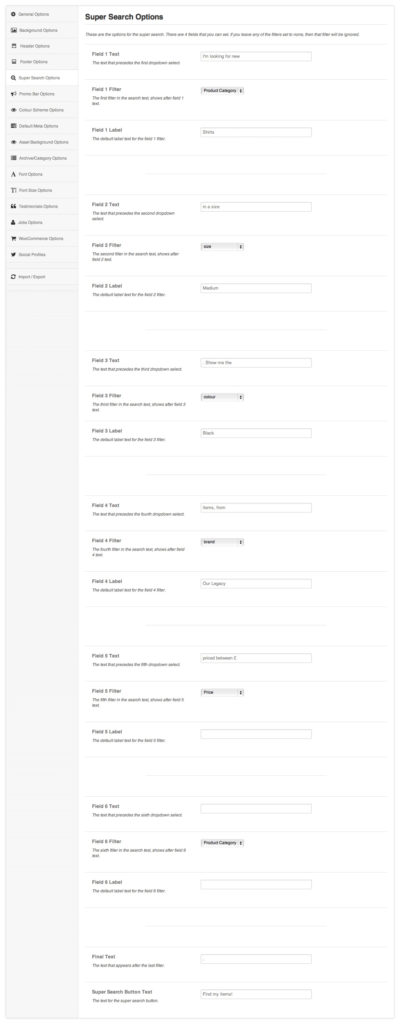 General Options
Background Options
Header Options
Footer Options
Super Search Options
Promo Bar Options
Colour Scheme Options
Default Meta Options
Asset Background Options
Archive/Category Options
Font Options
Font Size Options
Testimonials Options
Jobs Options
WooCommerce Options
Social Profiles
Import / Export
Super Search Options
These are the options for the super search. There are 6 fields that you can set. If you leave any of the filters set to none, then that filter will be ignored.
Field 1 Text
The text that precedes the first dropdown select.
I'm looking for new
Field 1 Filter
The first filter in the search text, shows after field 1
text.
Product Category
Field 1 Label
The default label text for the field 1 filter.
Shirts
Field 2 Text
The text that precedes the second dropdown
select.
in a size
Field 2 Filter
The second filter in the search text, shows after
field 2 text.
size
Field 2 Label
The default label text for the field 2 filter.
Medium
Field 3 Text
The text that precedes the third dropdown select.
. Show me the
Field 3 Filter
The third filter in the search text, shows after field 3
text.
colour
Field 3 Label
The default label text for the field 3 filter.
Black
Field 4 Text
The text that precedes the fourth dropdown select.
items, from
Field 4 Filter
The fourth filter in the search text, shows after field
4 text.
brand
Field 4 Label
The default label text for the field 4 filter.
Our Legacy
Field 5 Text
The text that precedes the fifth dropdown select.
priced between £
Field 5 Filter
The fifth filter in the search text, shows after field 5
text.
Price
Field 5 Label
The default label text for the field 5 filter.
Field 6 Text
The text that precedes the sixth dropdown select.
Field 6 Filter
The sixth filter in the search text, shows after field 6
text.
Product Category
Field 6 Label
The default label text for the field 6 filter.
Final Text
The text that appears after the last filter.
.
Super Search Button Text
The text for the super search button.
Find my items!